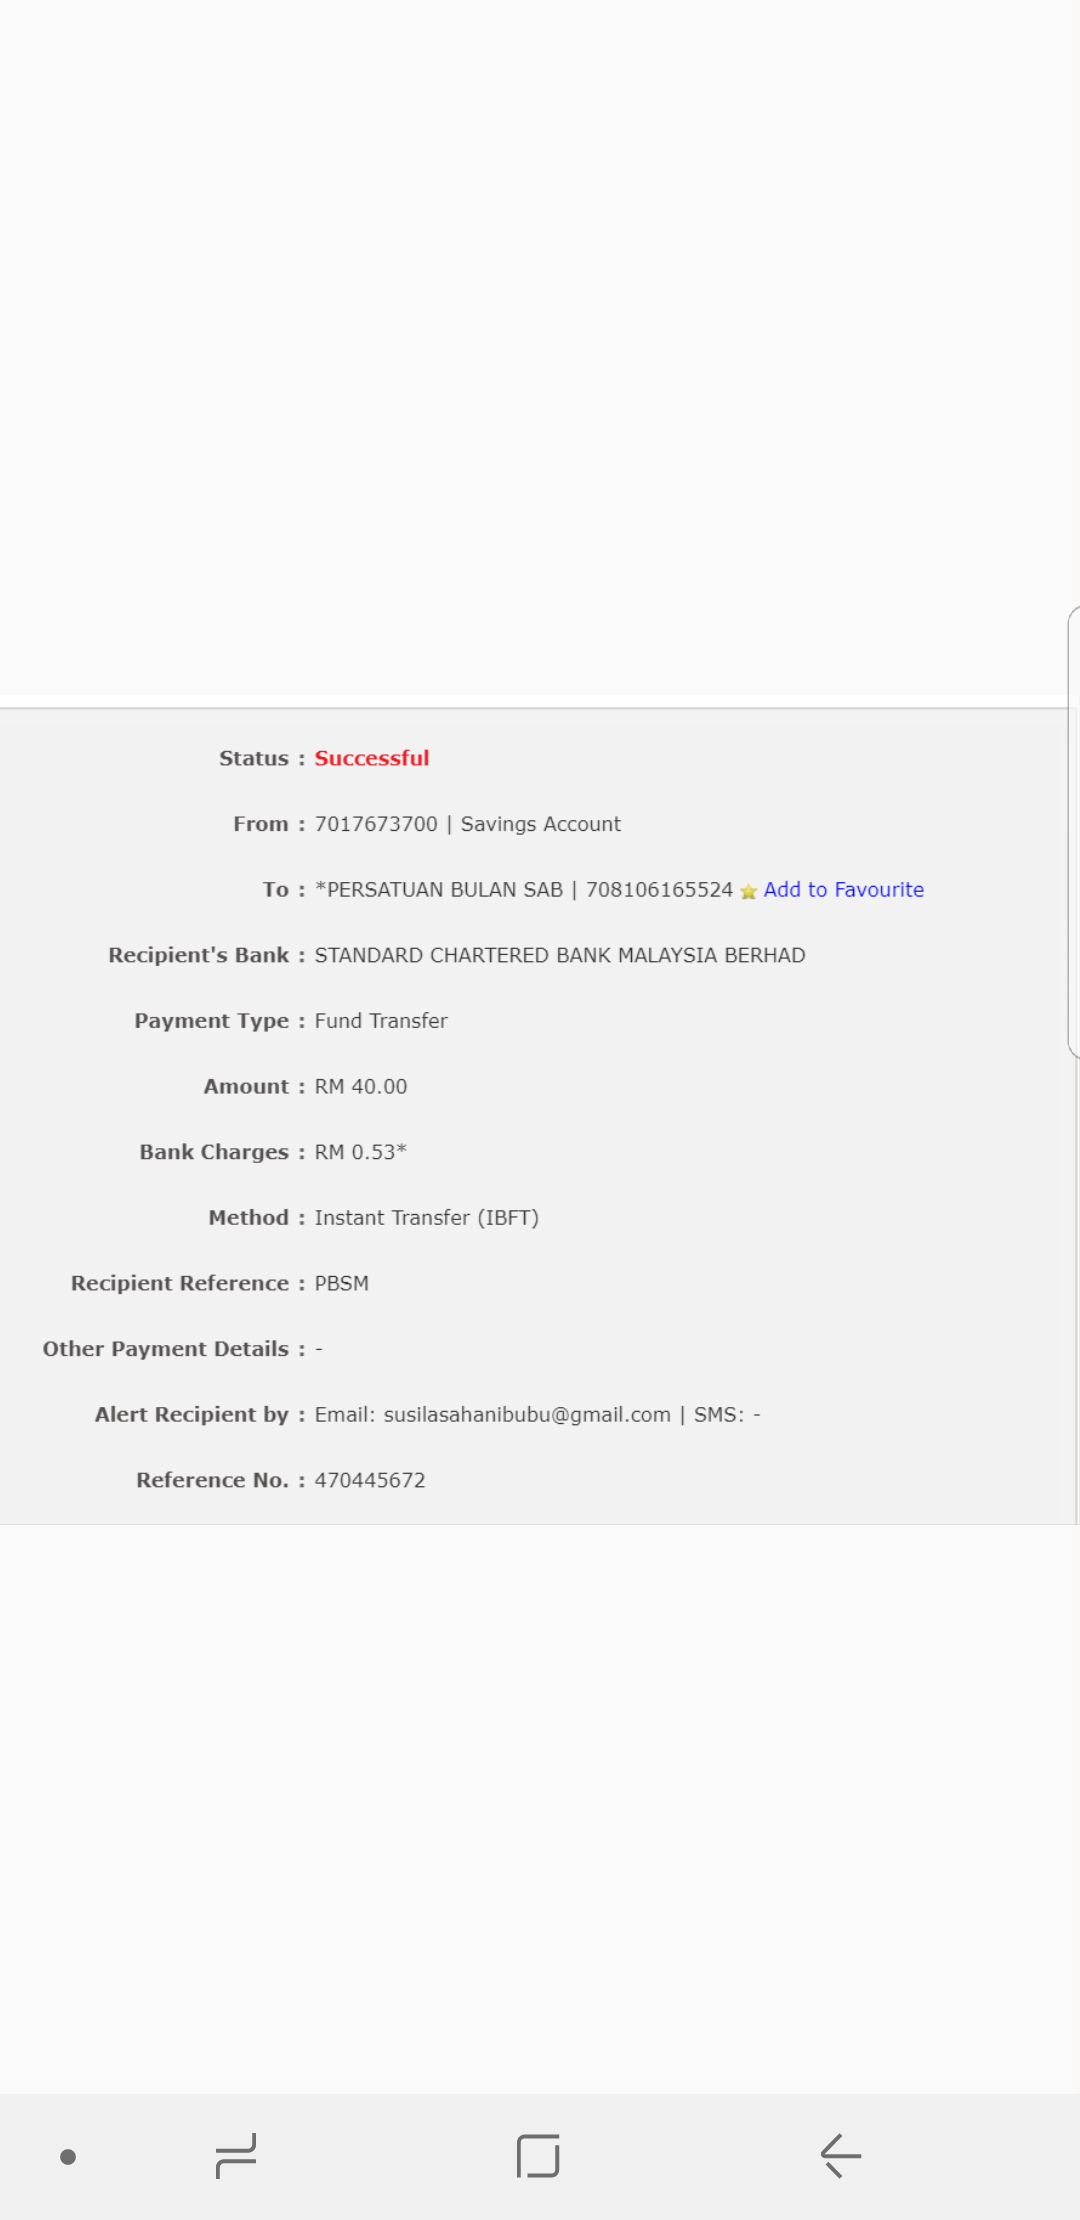 Status : Successful
From : 7017673700 | Savings Account
To : *PERSATUAN BULAN SAB | 708106165524 Add to Favourite
Recipient's Bank : STANDARD CHARTERED BANK MALAYSIA BERHAD
Payment Type : Fund Transfer
Amount : RM 40.00
Bank Charges : RM 0.53*
Method : Instant Transfer (IBFT)
Recipient Reference : PBSM
Other Payment Details : -
Alert Recipient by : Email: susilasahanibubu@gmail.com | SMS: -
Reference No. : 470445672